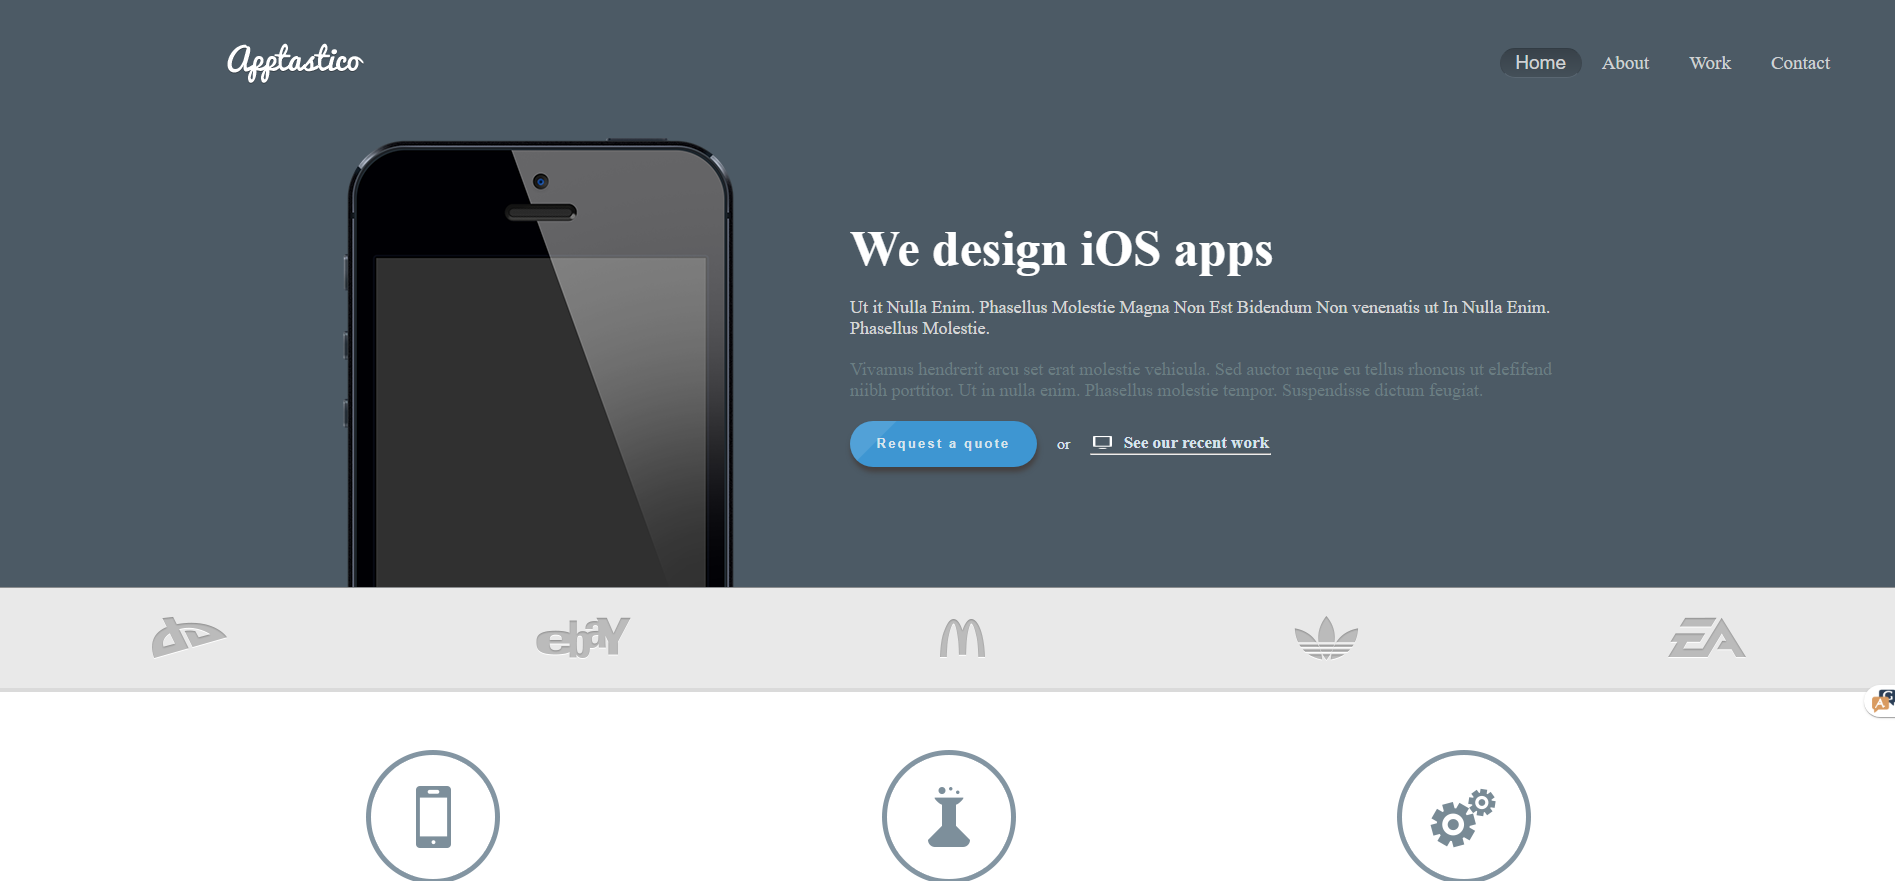 Apptastico
Home
About
Work
Contact
We design iOS apps
Ut it Nulla Enim. Phasellus Molestie Magna Non Est Bidendum Non venenatis ut In Nulla Enim.
Phasellus Molestie.
Vivamus hendrerit arcu set erat molestie vehicula. Sed auctor neque eu tellus rhoncus ut elefifend
niibh porttitor. Ut in nulla enim. Phasellus molestie tempor. Suspendisse dictum feugiat.
Request a quote
or
See our recent work
ebaY
EA